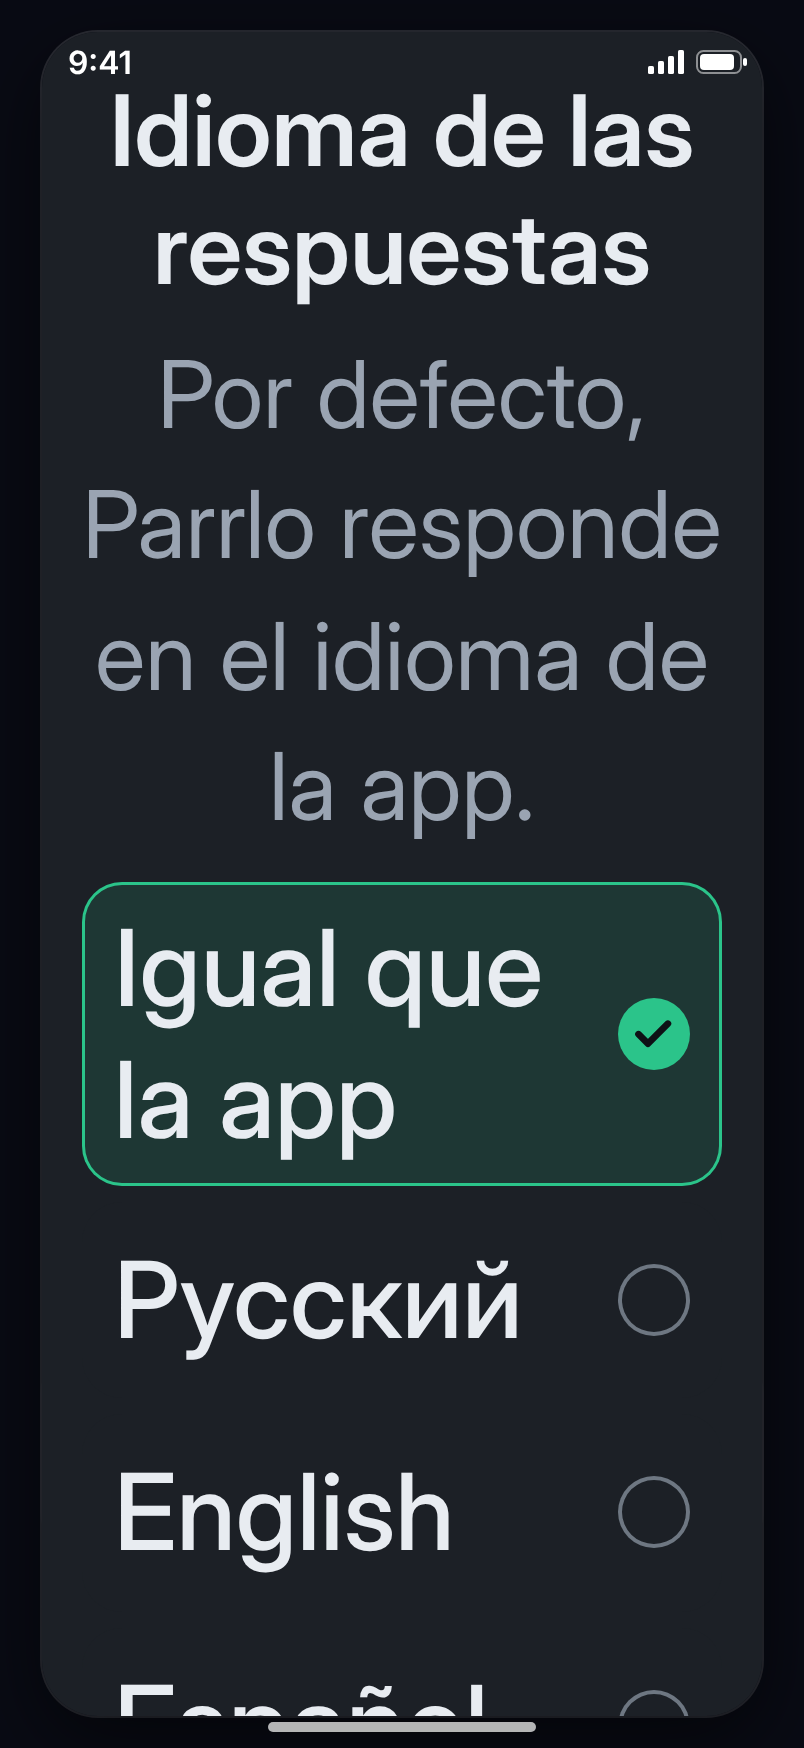 9:41
Idioma de las
respuestas
Por defecto,
Parrlo responde
en el idioma de
la app.
Igual que
la app
Русский
English
Español